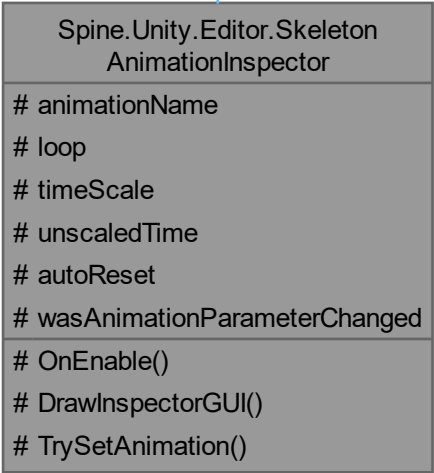 Spine.Unity.Editor.Skeleton
AnimationInspector
# animationName
# loop
# timeScale
# unscaledTime
# autoReset
# wasAnimationParameterChanged
# OnEnable()
# DrawInspectorGUI()
# TrySetAnimation()